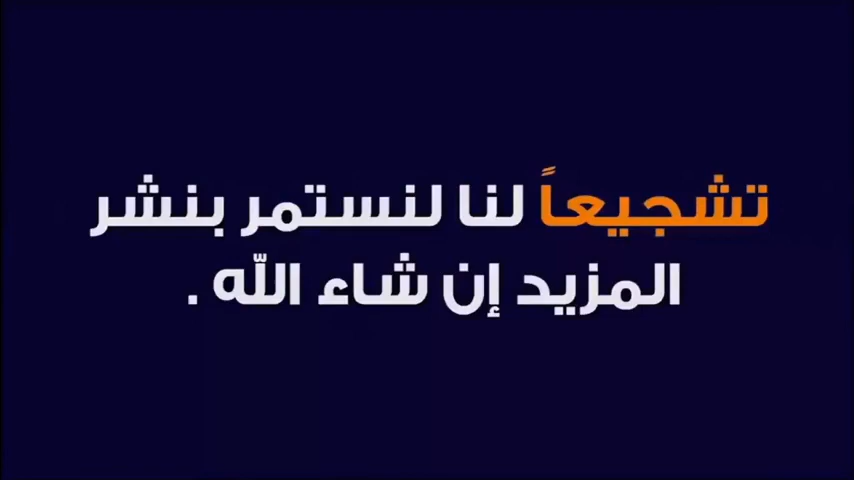 تشجيعاً لنا لنستمر بنشر
المزيد إن شاء الله .